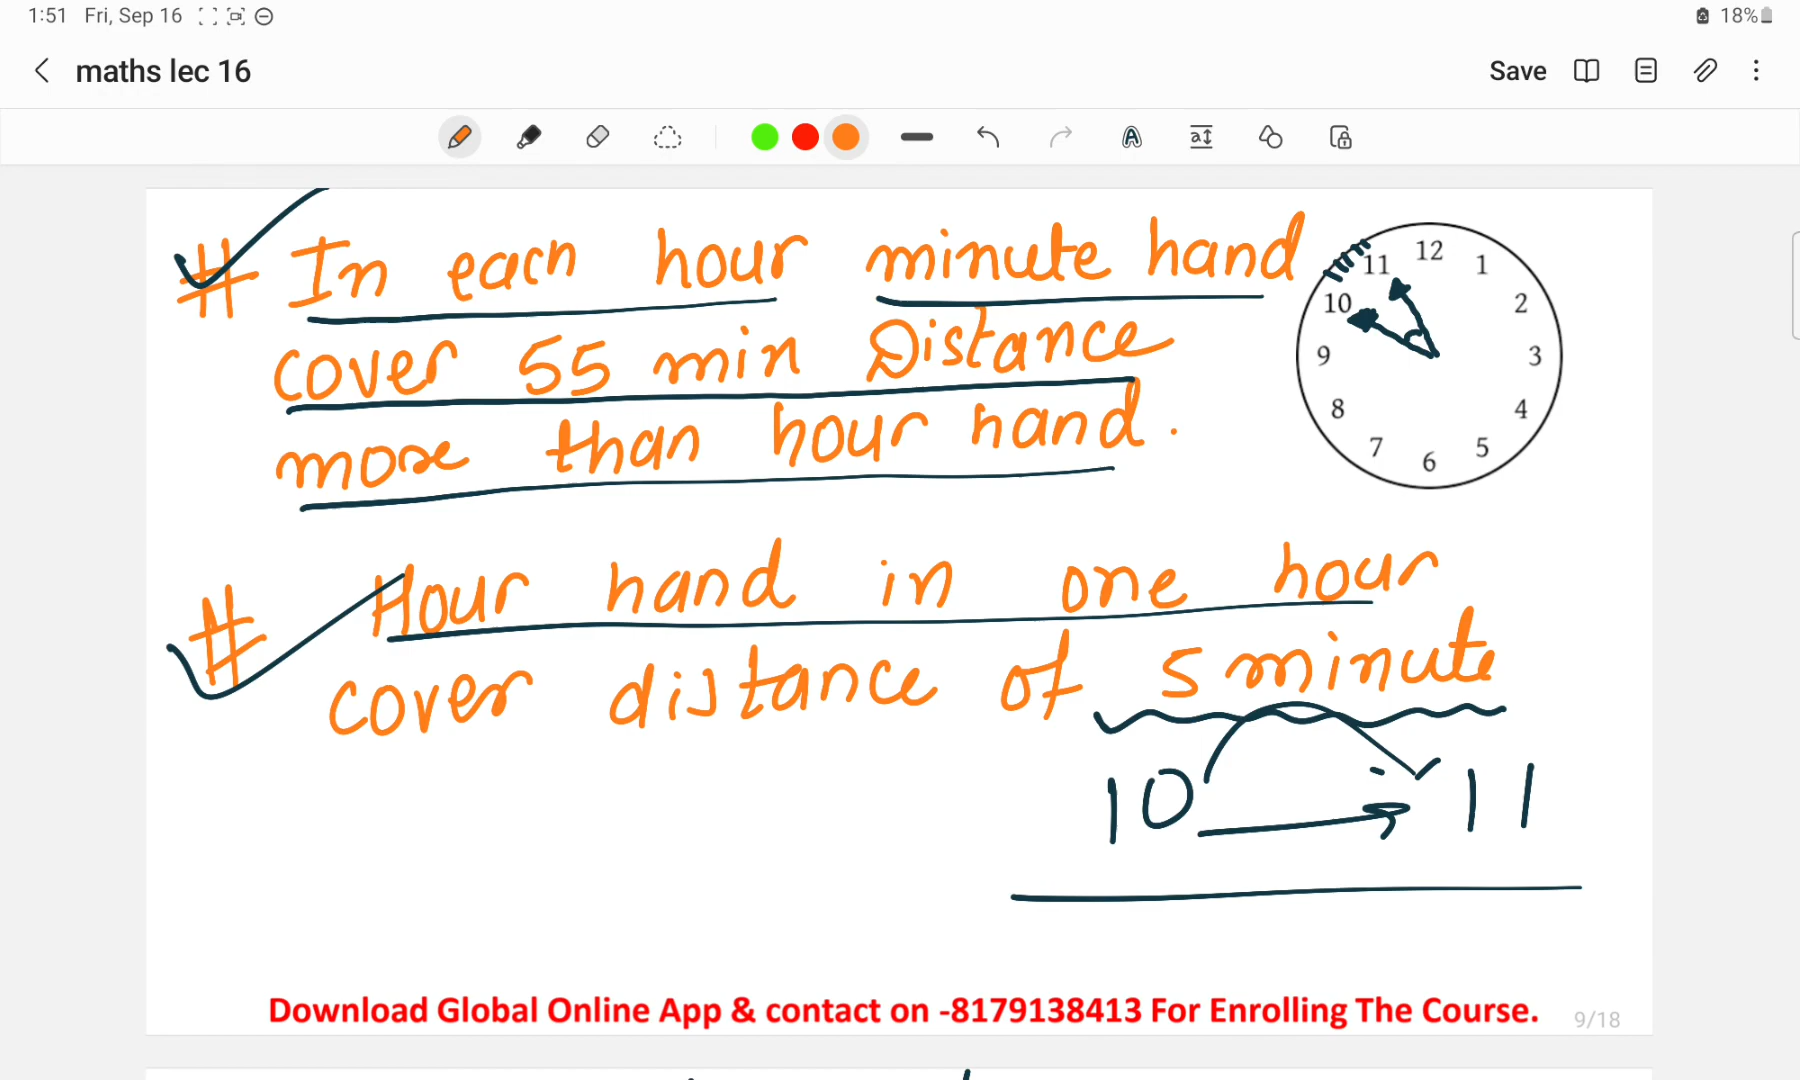 1:51 Fri, Sep 16 18%
maths lec 16 Save
# In each hour minute hand
cover 55 min Distance
more than hour hand.
12
11 1
10 2
9 3
8 4
7 5
6
# Hour hand in one hour
cover distance of 5 minute
10 → 11
Download Global Online App & contact on -8179138413 For Enrolling The Course.
9/18